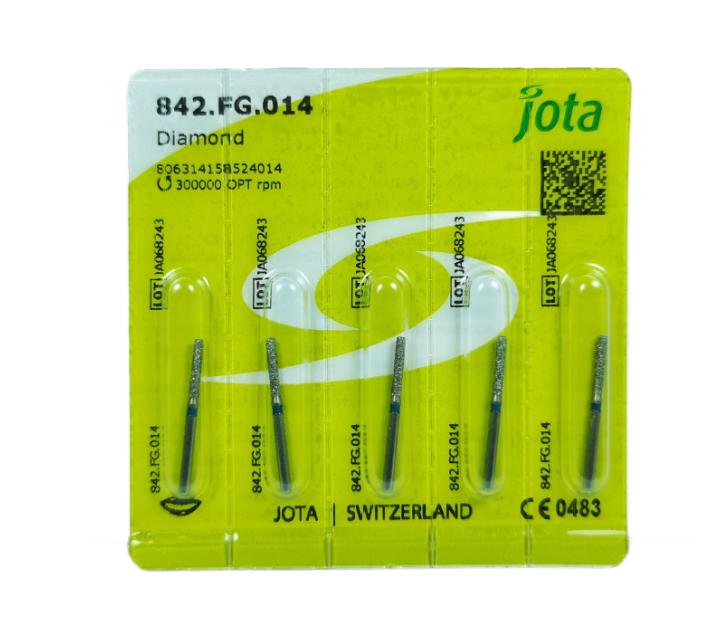 842.FG.014
jota
Diamond
806314158524014
300000 OPT rpm
LOT JA068243
LOT JA068243
LOT JA068243
LOT JA068243
LOT JA068243
842.FG.014
842.FG.014
842.FG.014
842.FG.014
842.FG.014
JOTA | SWITZERLAND
CE 0483